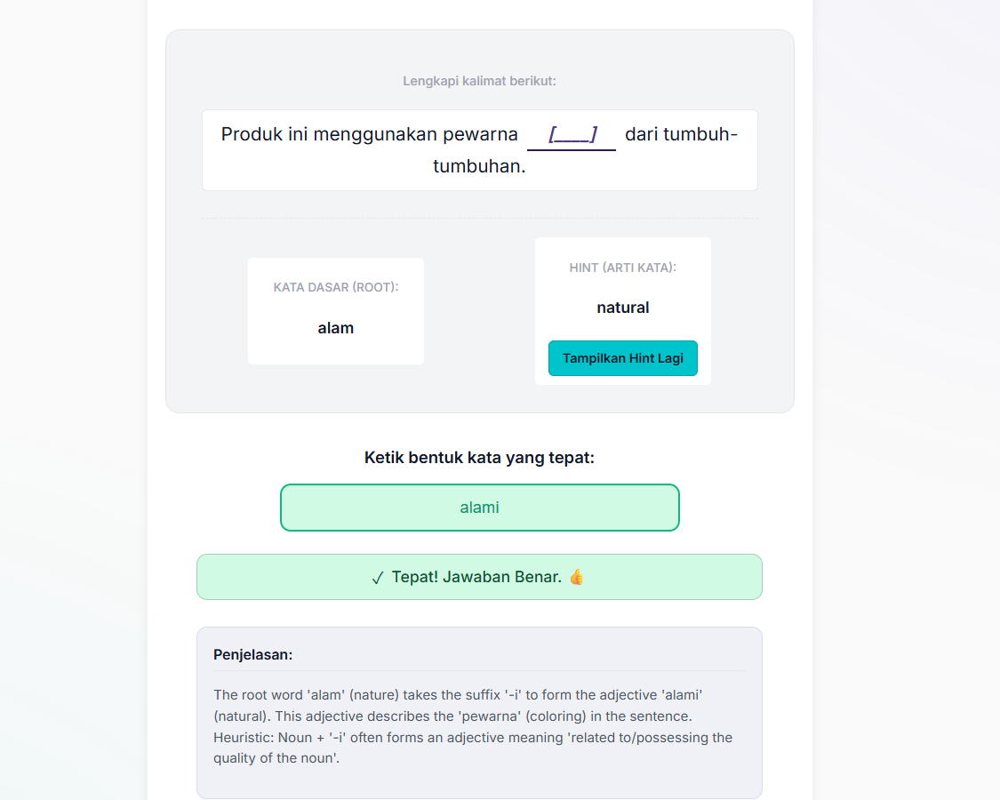 Lengkapi kalimat berikut:
Produk ini menggunakan pewarna [____] dari tumbuh-
tumbuhan.
KATA DASAR (ROOT):
alam
HINT (ARTI KATA):
natural
Tampilkan Hint Lagi
Ketik bentuk kata yang tepat:
alami
✓ Tepat! Jawaban Benar. 👍
Penjelasan:
The root word 'alam' (nature) takes the suffix '-i' to form the adjective 'alami'
(natural). This adjective describes the 'pewarna' (coloring) in the sentence.
Heuristic: Noun + '-i' often forms an adjective meaning 'related to/possessing the
quality of the noun'.